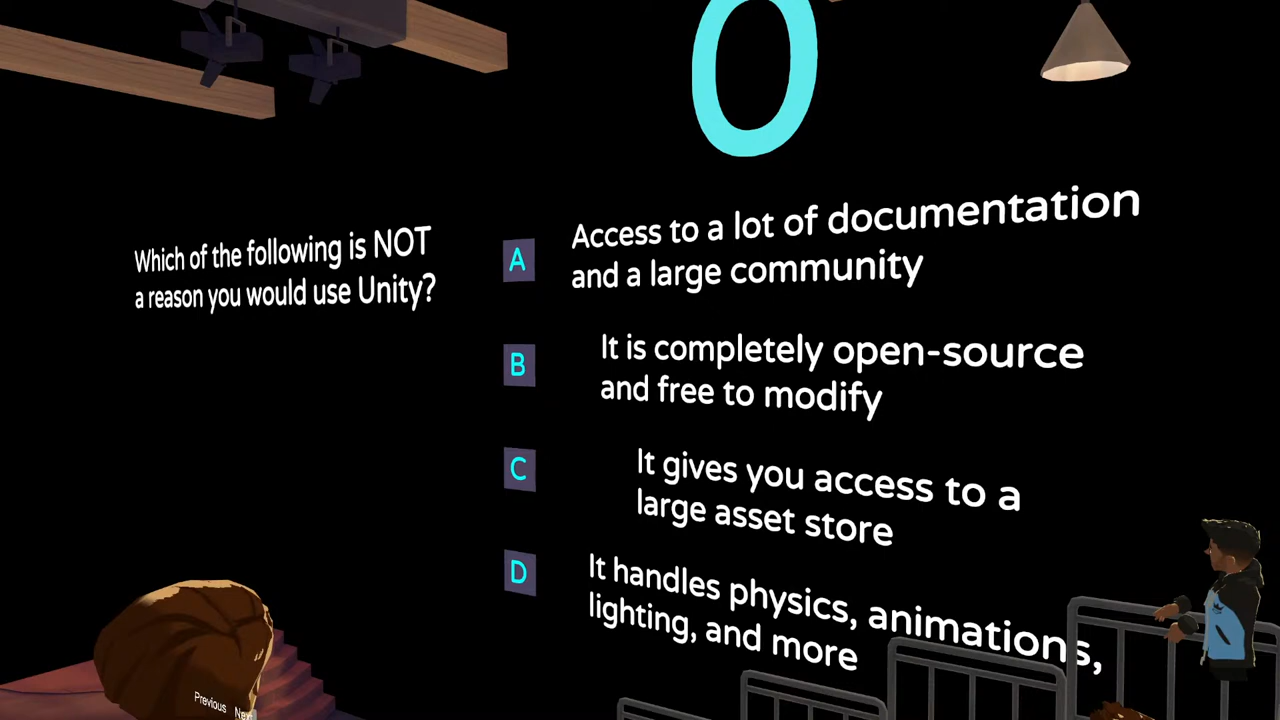 0
Which of the following is NOT
a reason you would use Unity?
A
Access to a lot of documentation
and a large community
B
It is completely open-source
and free to modify
C
It gives you access to a
large asset store
D
It handles physics, animations,
lighting, and more
Previous Next